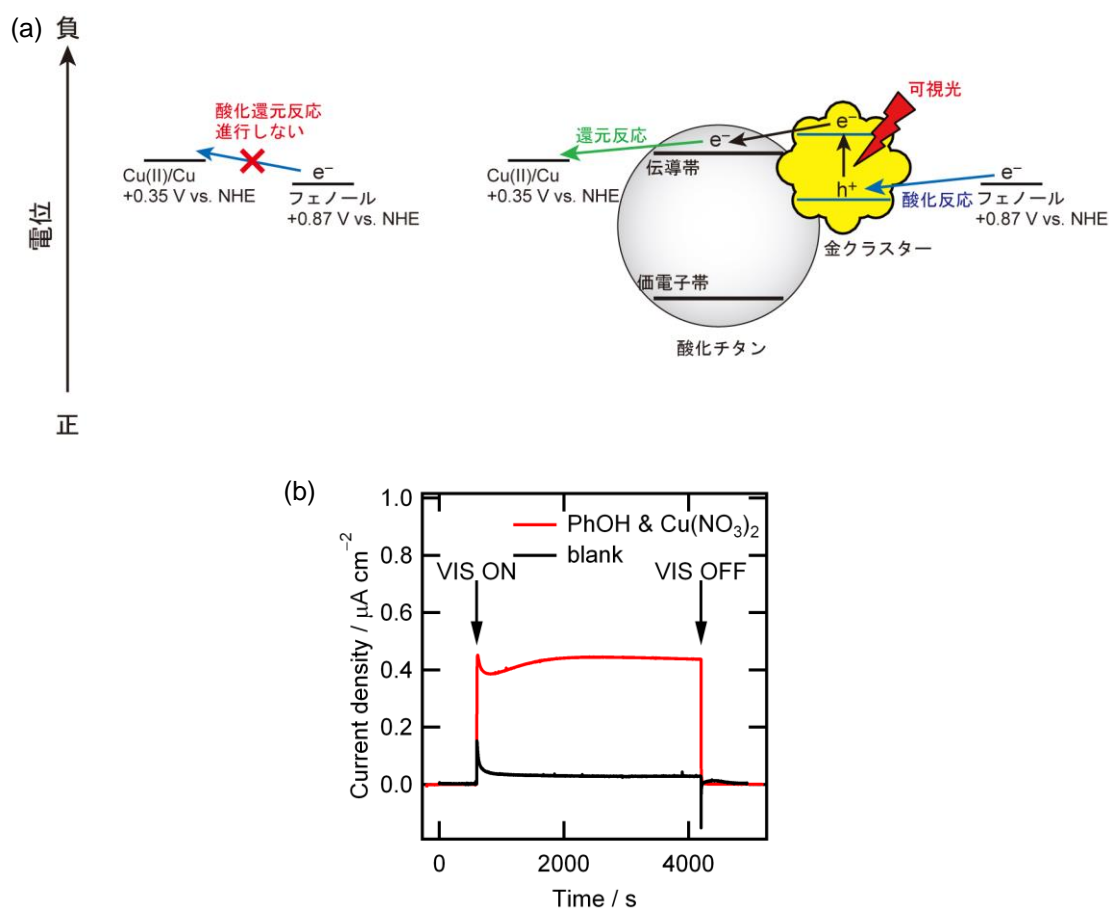 (a)
負
電位
正
酸化還元反応
進行しない
Cu(II)/Cu
+0.35 V vs. NHE
e⁻
フェノール
+0.87 V vs. NHE
還元反応
Cu(II)/Cu
+0.35 V vs. NHE
e⁻
伝導帯
価電子帯
酸化チタン
e⁻
h⁺
可視光
酸化反応
金クラスター
e⁻
フェノール
+0.87 V vs. NHE
(b)
PhOH & Cu(NO₃)₂
blank
VIS ON
VIS OFF
Current density / μA cm⁻²
1.0
0.8
0.6
0.4
0.2
0.0
0 2000 4000
Time / s